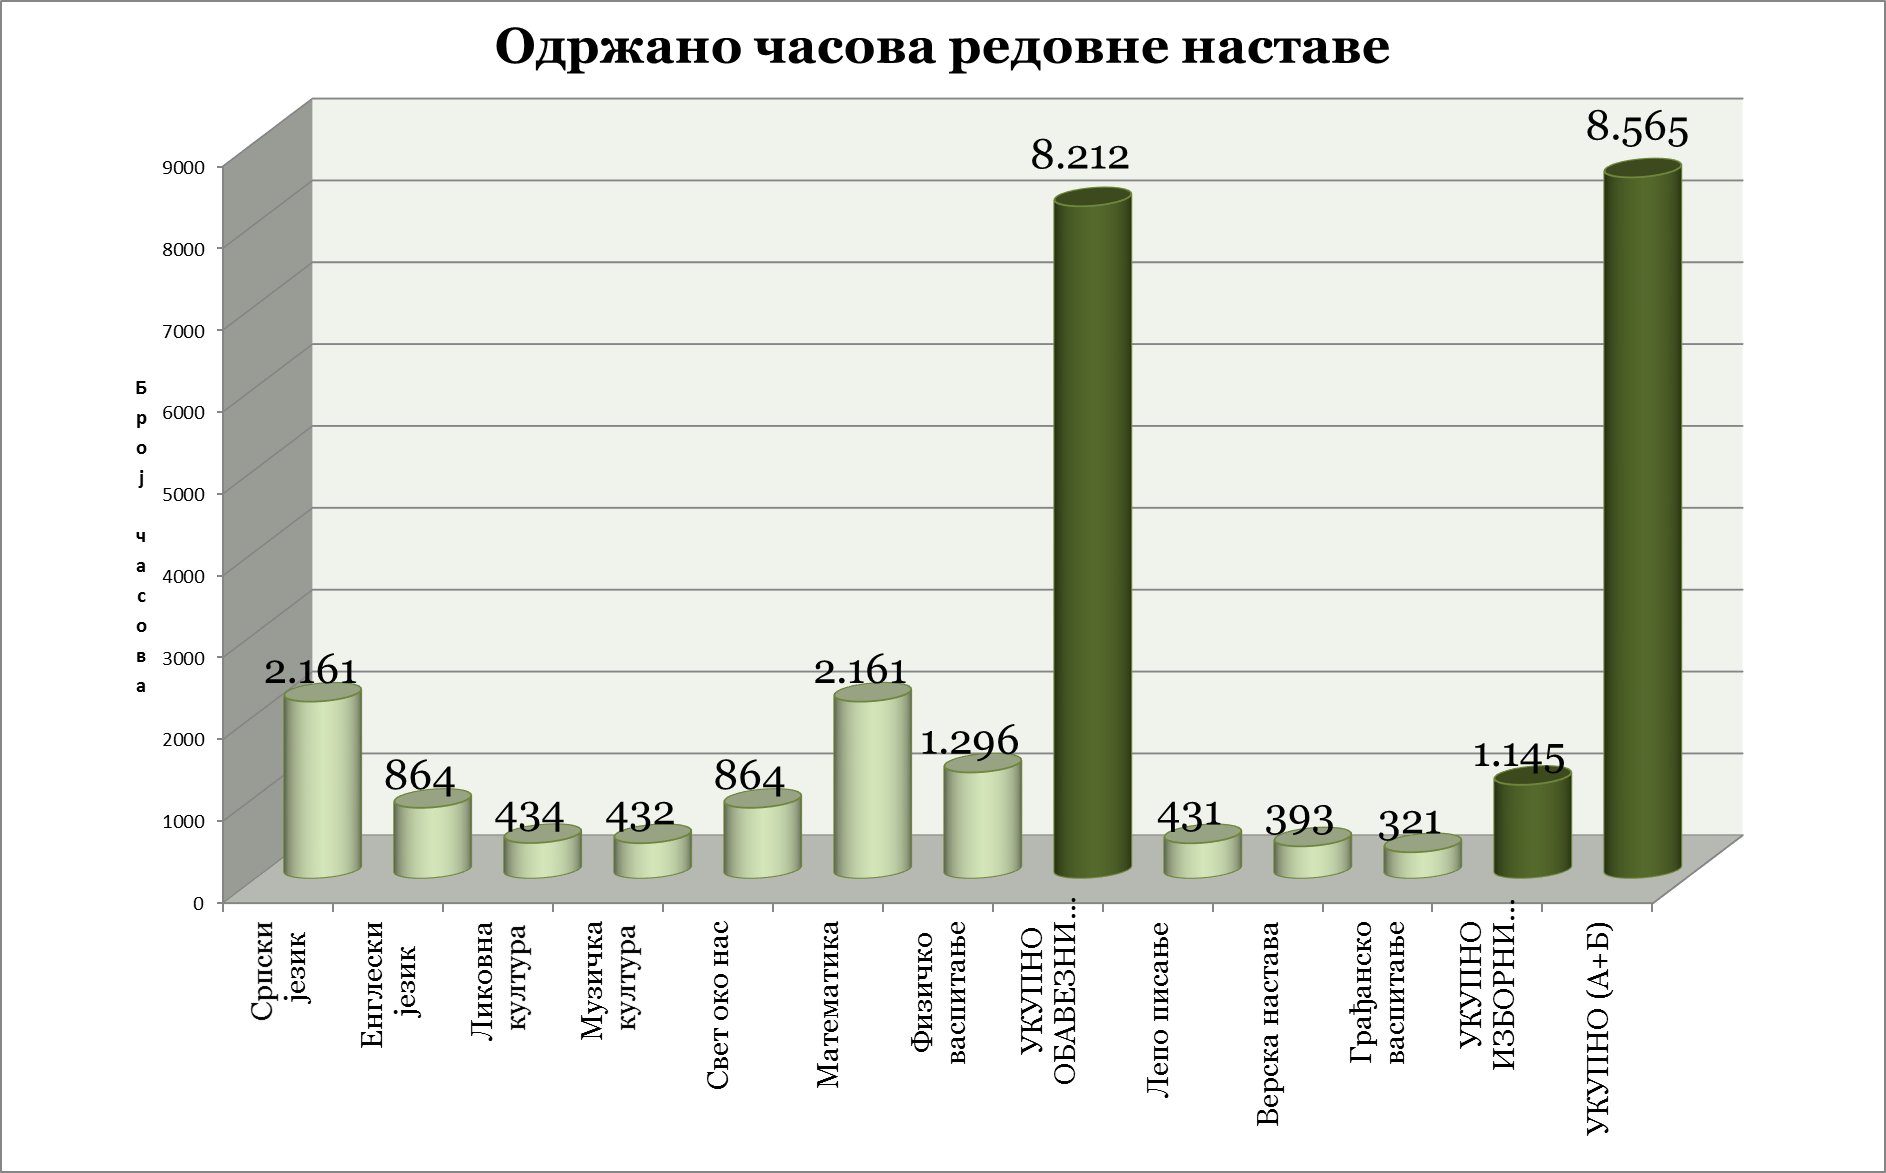 Одржано часова редовне наставе
Број часова
9000
8000
7000
6000
5000
4000
3000
2000
1000
0
2.161
864
434
432
864
2.161
1.296
8.212
431
393
321
1.145
8.565
Српски
језик
Енглески
језик
Ликовна
култура
Музичка
култура
Свет око нас
Математика
Физичко
васпитање
УКУПНО
ОБАВЕЗНИ...
Лепо писање
Верска настава
Грађанско
васпитање
УКУПНО
ИЗБОРНИ...
УКУПНО (А+Б)